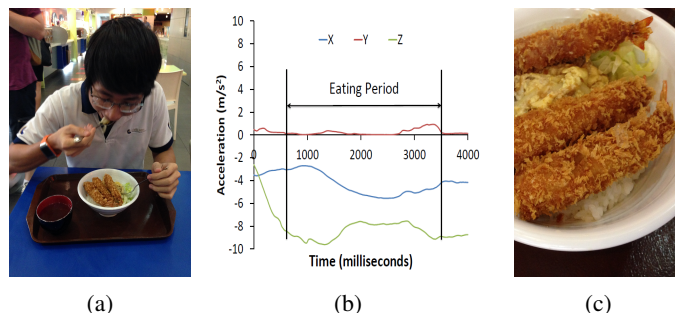 10
8
X Y Z
6
Eating Period
4
2
0
0 1000 2000 3000 4000
-2
-4
-6
-8
-10
Acceleration (m/s²)
Time (milliseconds)
(a) (b) (c)